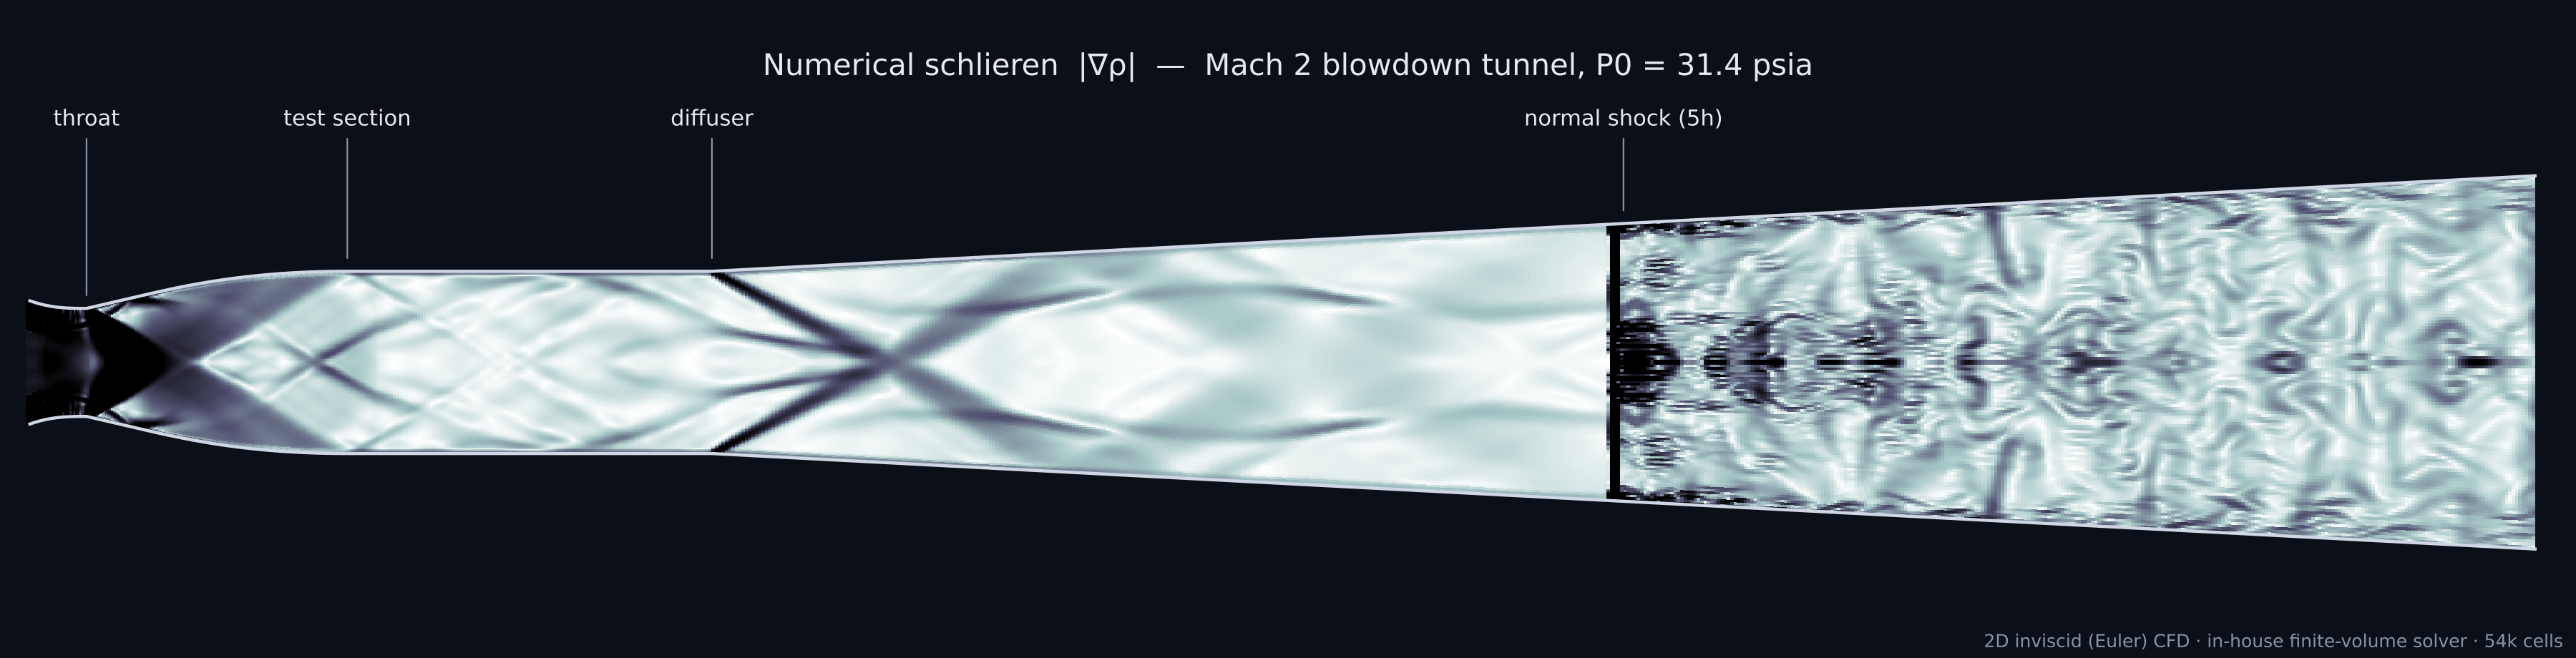 Numerical schlieren |∇ρ| — Mach 2 blowdown tunnel, P0 = 31.4 psia
throat
test section
diffuser
normal shock (5h)
2D inviscid (Euler) CFD · in-house finite-volume solver · 54k cells